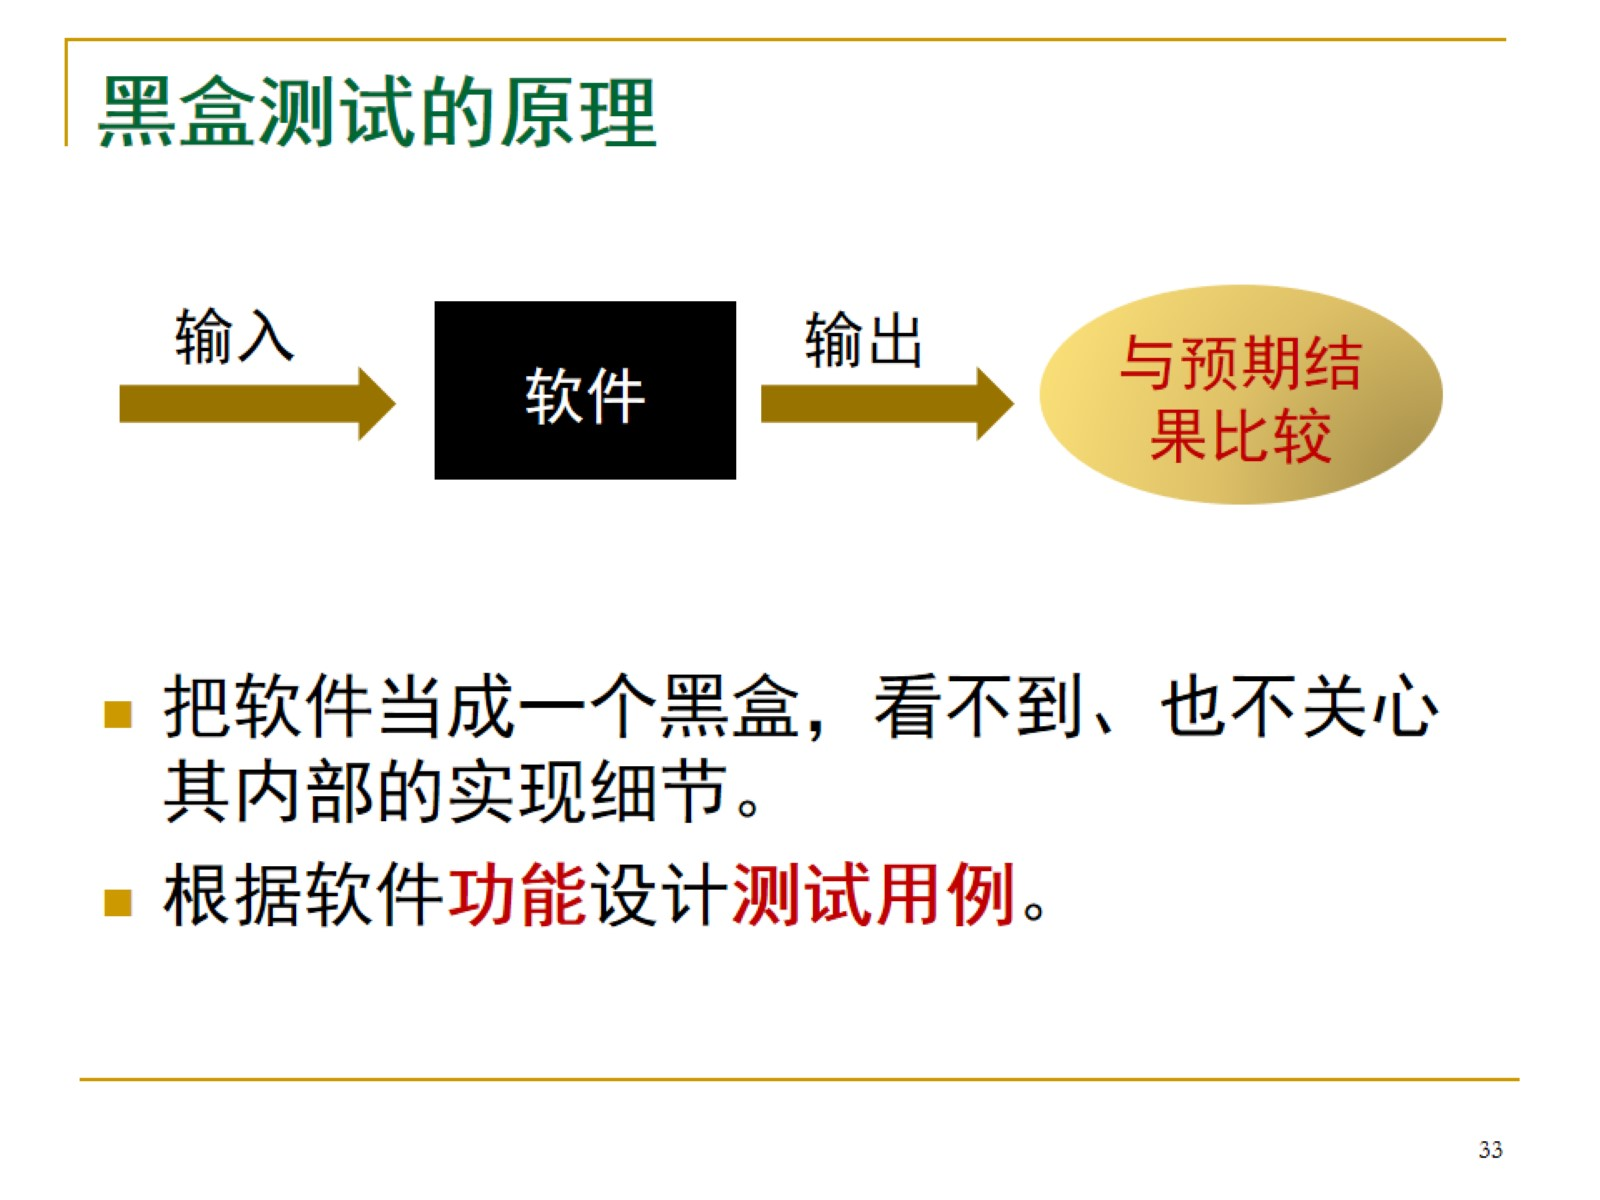 黑盒测试的原理
输入
软件
输出
与预期结
果比较
把软件当成一个黑盒，看不到、也不关心
其内部的实现细节。
根据软件功能设计测试用例。
33